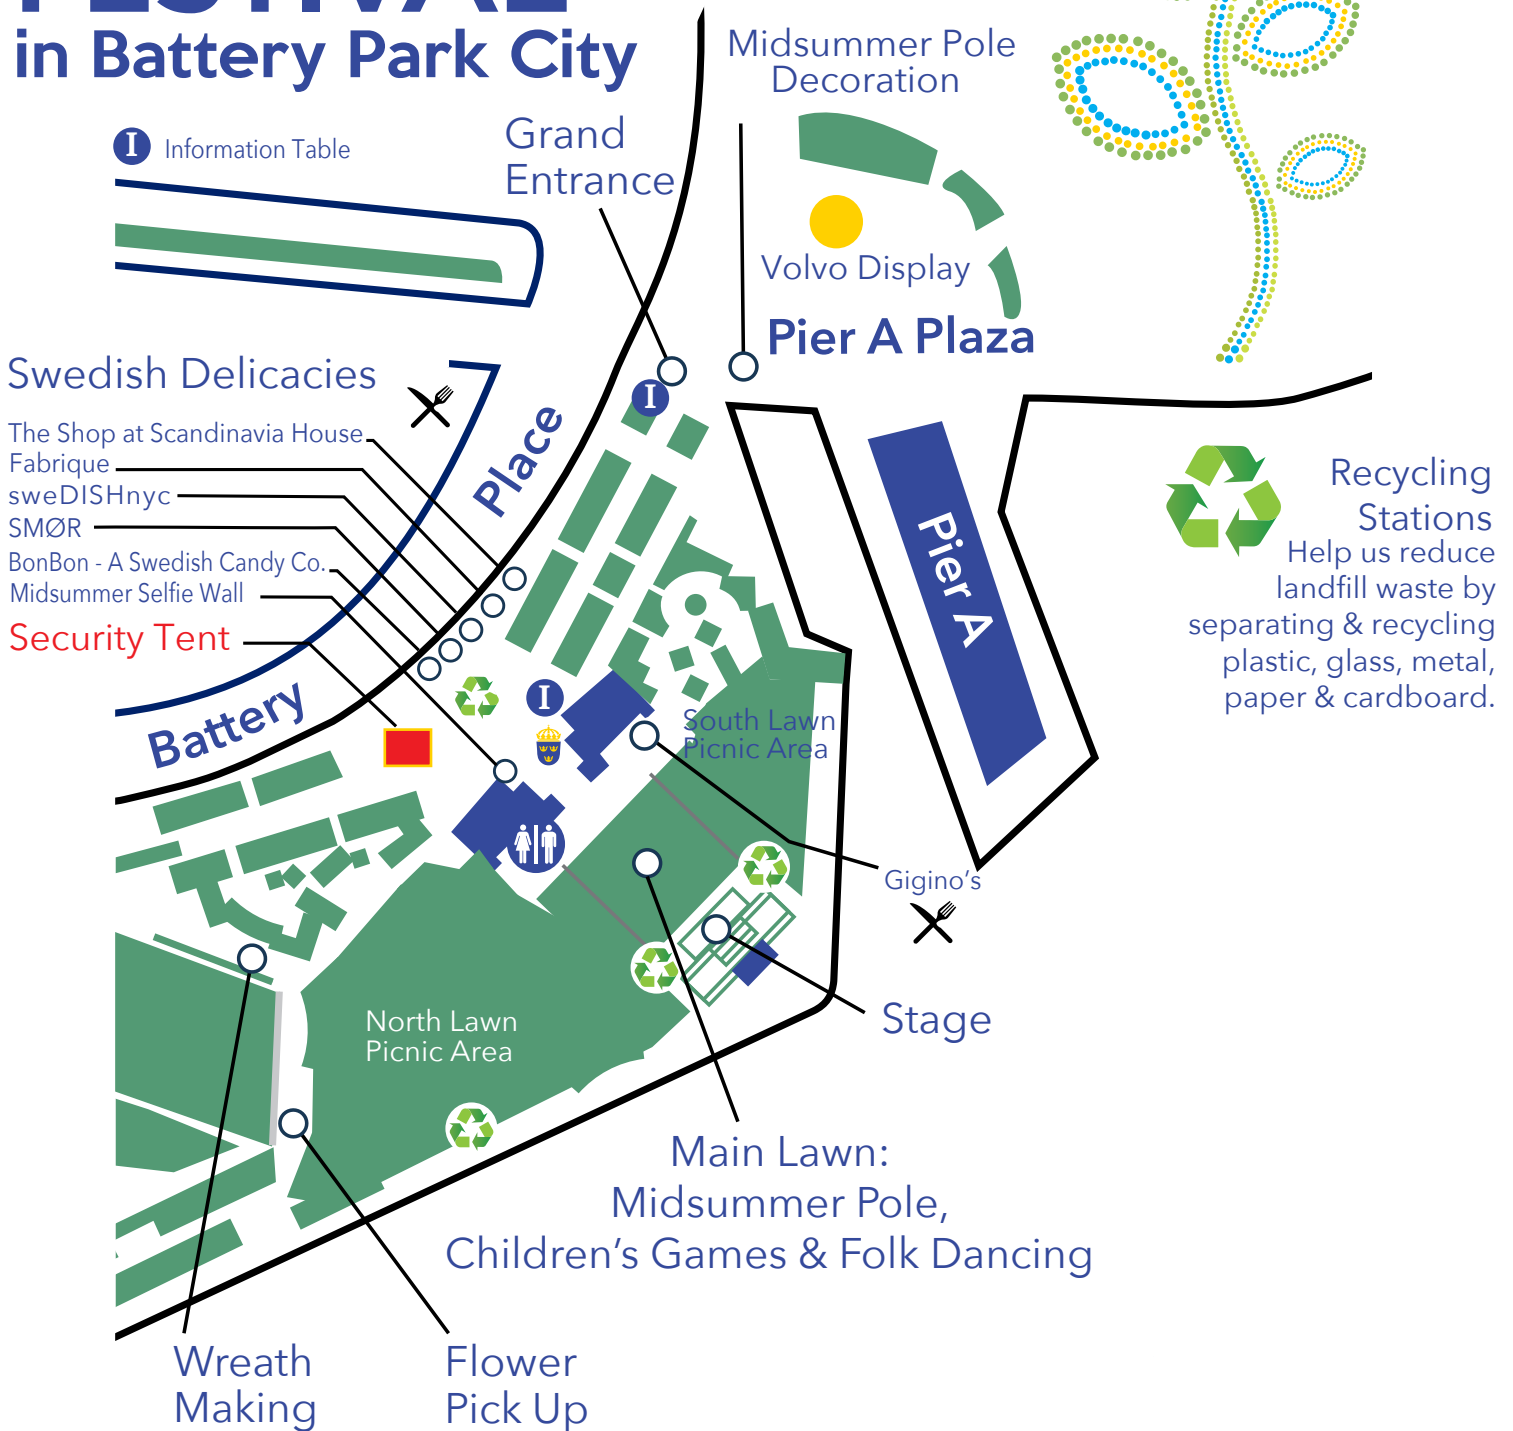 FESTIVAL
in Battery Park City
I Information Table
Grand
Entrance
Midsummer Pole
Decoration
Volvo Display
Pier A Plaza
Swedish Delicacies
The Shop at Scandinavia House
Fabrique
sweDISHnyc
SMØR
BonBon - A Swedish Candy Co.
Midsummer Selfie Wall
Security Tent
Battery
Place
I
I
Pier A
Recycling
Stations
Help us reduce
landfill waste by
separating & recycling
plastic, glass, metal,
paper & cardboard.
South Lawn
Picnic Area
Gigino's
Stage
North Lawn
Picnic Area
Main Lawn:
Midsummer Pole,
Children's Games & Folk Dancing
Wreath
Making
Flower
Pick Up